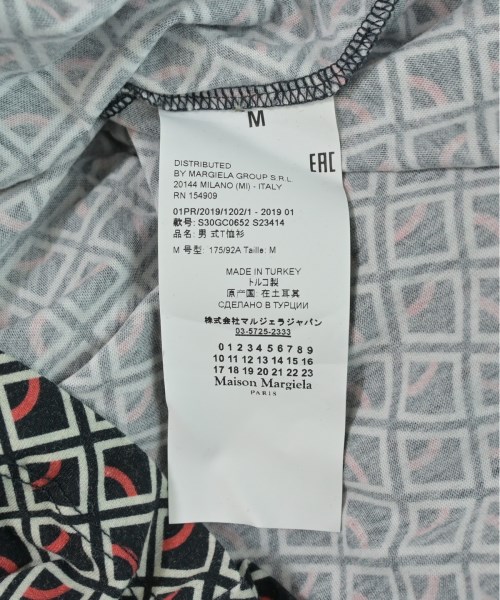 M
EAC
DISTRIBUTED
BY MARGIELA GROUP S.R.L
20144 MILANO (MI) - ITALY
RN 154909
01PR/2019/1202/1 - 2019 01
款号: S30GC0652 S23414
品名: 男 式T恤衫
M 号型: 175/92A Taille: M
MADE IN TURKEY
トルコ製
原产国: 在土耳其
СДЕЛАНО В ТУРЦИИ
株式会社マルジェラジャパン
03-5725-2333
0 1 2 3 4 5 6 7 8 9
10 11 12 13 14 15 16
17 18 19 20 21 22 23
Maison Margiela
PARIS